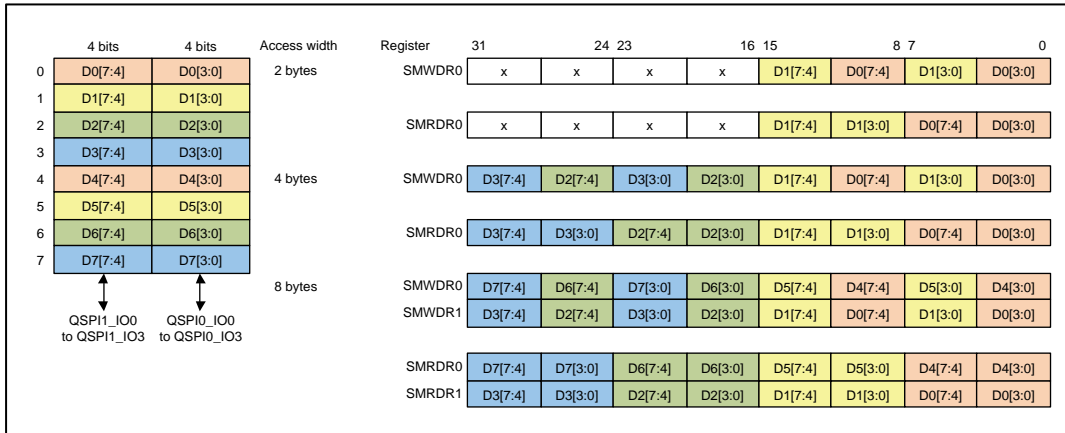 4 bits 4 bits Access width Register 31 24 23 16 15 8 7 0
0 D0[7:4] D0[3:0] 2 bytes SMWDR0 x x x x D1[7:4] D0[7:4] D1[3:0] D0[3:0]
1 D1[7:4] D1[3:0]
2 D2[7:4] D2[3:0] SMRDR0 x x x x D1[7:4] D1[3:0] D0[7:4] D0[3:0]
3 D3[7:4] D3[3:0]
4 D4[7:4] D4[3:0] 4 bytes SMWDR0 D3[7:4] D2[7:4] D3[3:0] D2[3:0] D1[7:4] D0[7:4] D1[3:0] D0[3:0]
5 D5[7:4] D5[3:0]
6 D6[7:4] D6[3:0] SMRDR0 D3[7:4] D3[3:0] D2[7:4] D2[3:0] D1[7:4] D1[3:0] D0[7:4] D0[3:0]
7 D7[7:4] D7[3:0]
8 bytes SMWDR0 D7[7:4] D6[7:4] D7[3:0] D6[3:0] D5[7:4] D4[7:4] D5[3:0] D4[3:0]
SMWDR1 D3[7:4] D2[7:4] D3[3:0] D2[3:0] D1[7:4] D0[7:4] D1[3:0] D0[3:0]
QSPI1_IO0 QSPI0_IO0
to QSPI1_IO3 to QSPI0_IO3
SMRDR0 D7[7:4] D7[3:0] D6[7:4] D6[3:0] D5[7:4] D5[3:0] D4[7:4] D4[3:0]
SMRDR1 D3[7:4] D3[3:0] D2[7:4] D2[3:0] D1[7:4] D1[3:0] D0[7:4] D0[3:0]